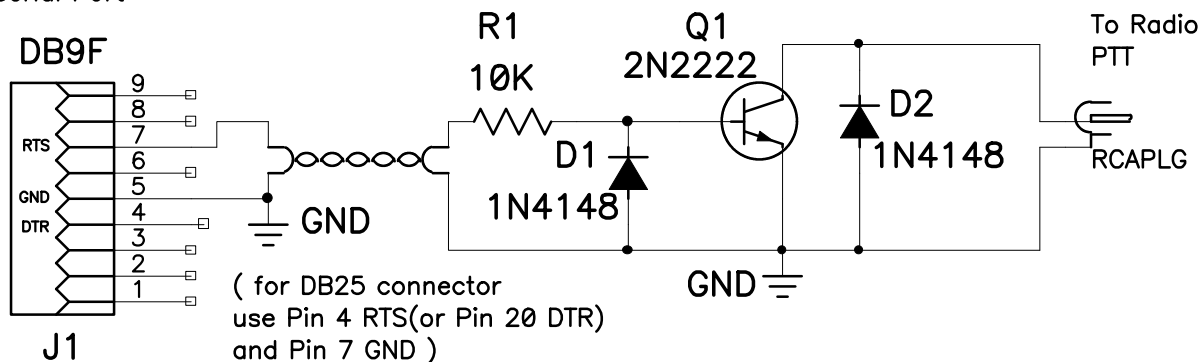 DB9F
9
8
7
6
5
4
3
2
1
RTS
GND
DTR
J1
GND
( for DB25 connector
use Pin 4 RTS(or Pin 20 DTR)
and Pin 7 GND )
R1
10K
D1
1N4148
Q1
2N2222
GND
D2
1N4148
To Radio
PTT
RCAPLG